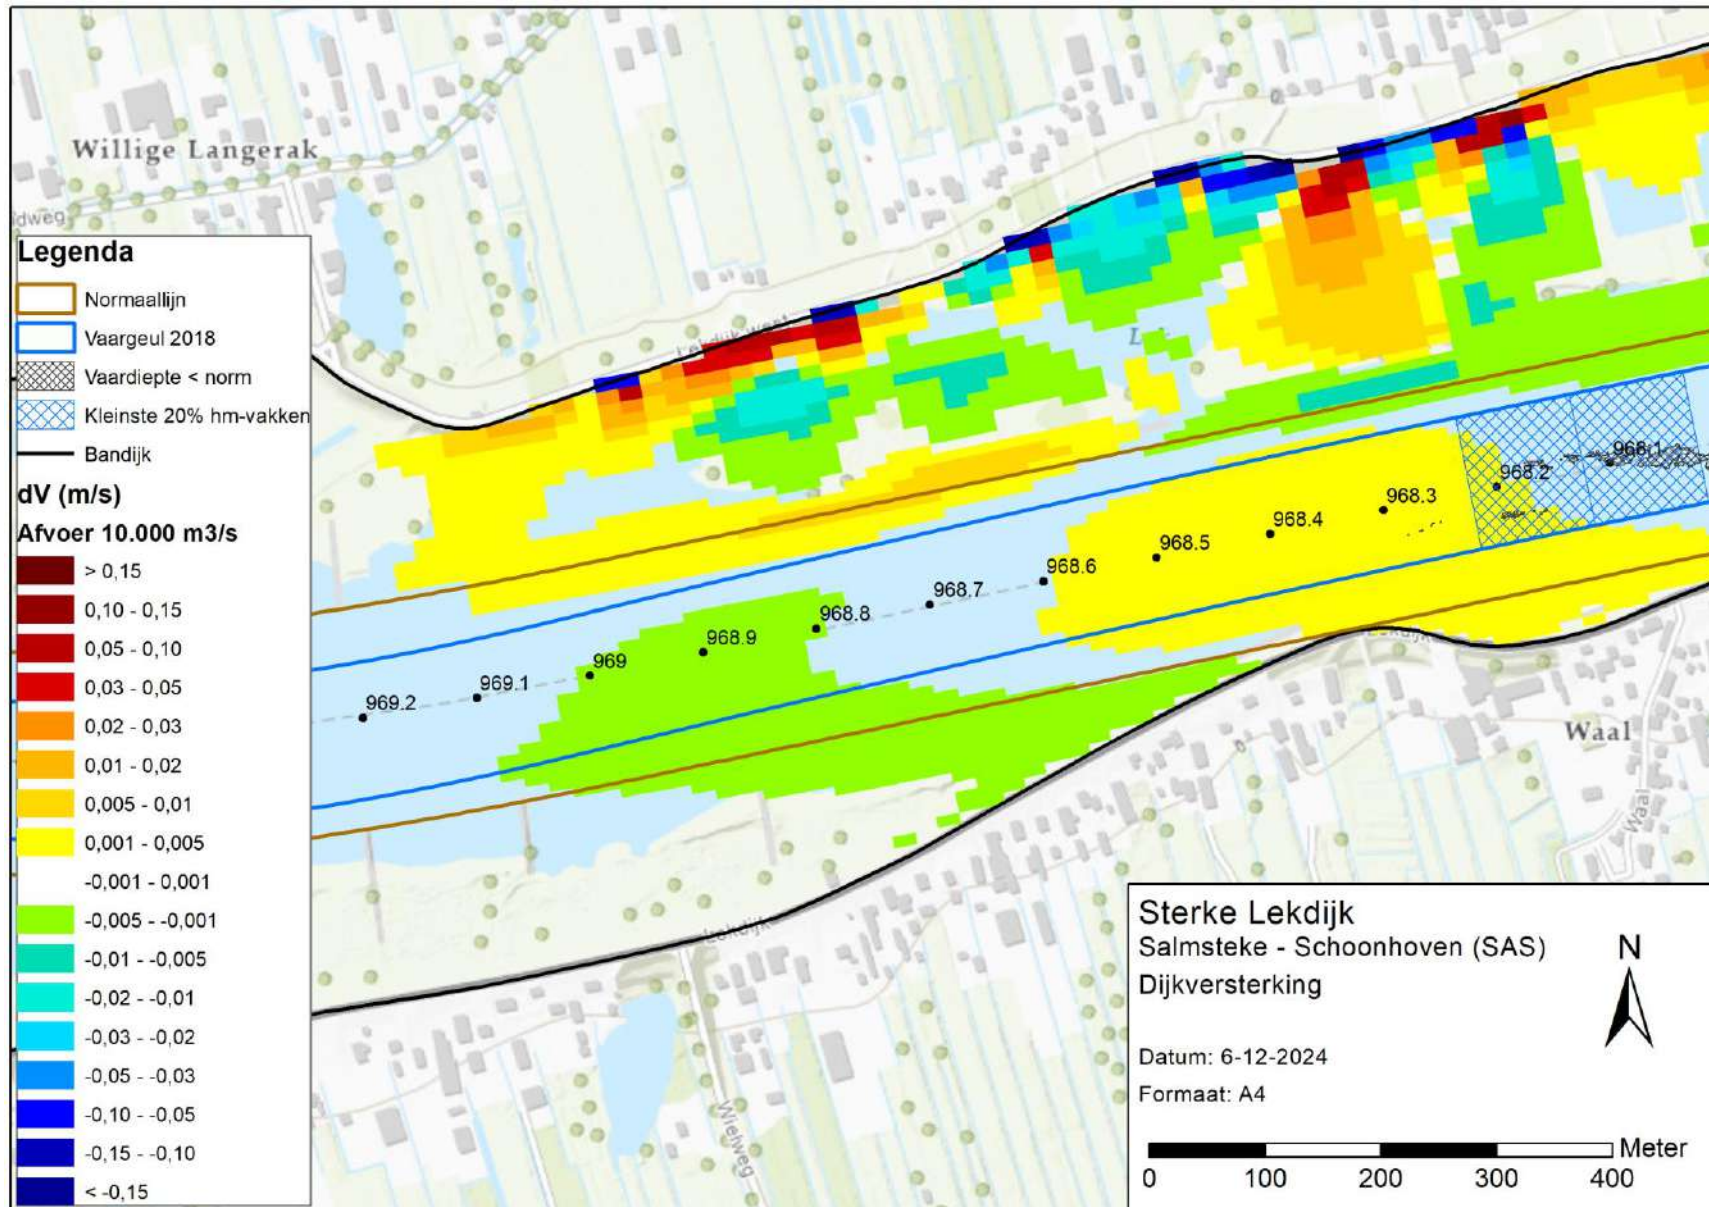 Willige Langerak
dweg
Legenda
Normaallijn
Vaargeul 2018
Vaardiepte < norm
Kleinste 20% hm-vakken
Bandijk
dV (m/s)
Afvoer 10.000 m3/s
> 0,15
0,10 - 0,15
0,05 - 0,10
0,03 - 0,05
0,02 - 0,03
0,01 - 0,02
0,005 - 0,01
0,001 - 0,005
-0,001 - 0,001
-0,005 - -0,001
-0,01 - -0,005
-0,02 - -0,01
-0,03 - -0,02
-0,05 - -0,03
-0,10 - -0,05
-0,15 - -0,10
< -0,15
Lekdijk West
968.1
968.2
968.3
968.4
968.5
968.6
968.7
968.8
968.9
969
969.1
969.2
Lekdijk
Waal
Waal
Lekdijk
Wielweg
Sterke Lekdijk
Salmsteke - Schoonhoven (SAS)
Dijkversterking
N
Datum: 6-12-2024
Formaat: A4
Meter
0 100 200 300 400